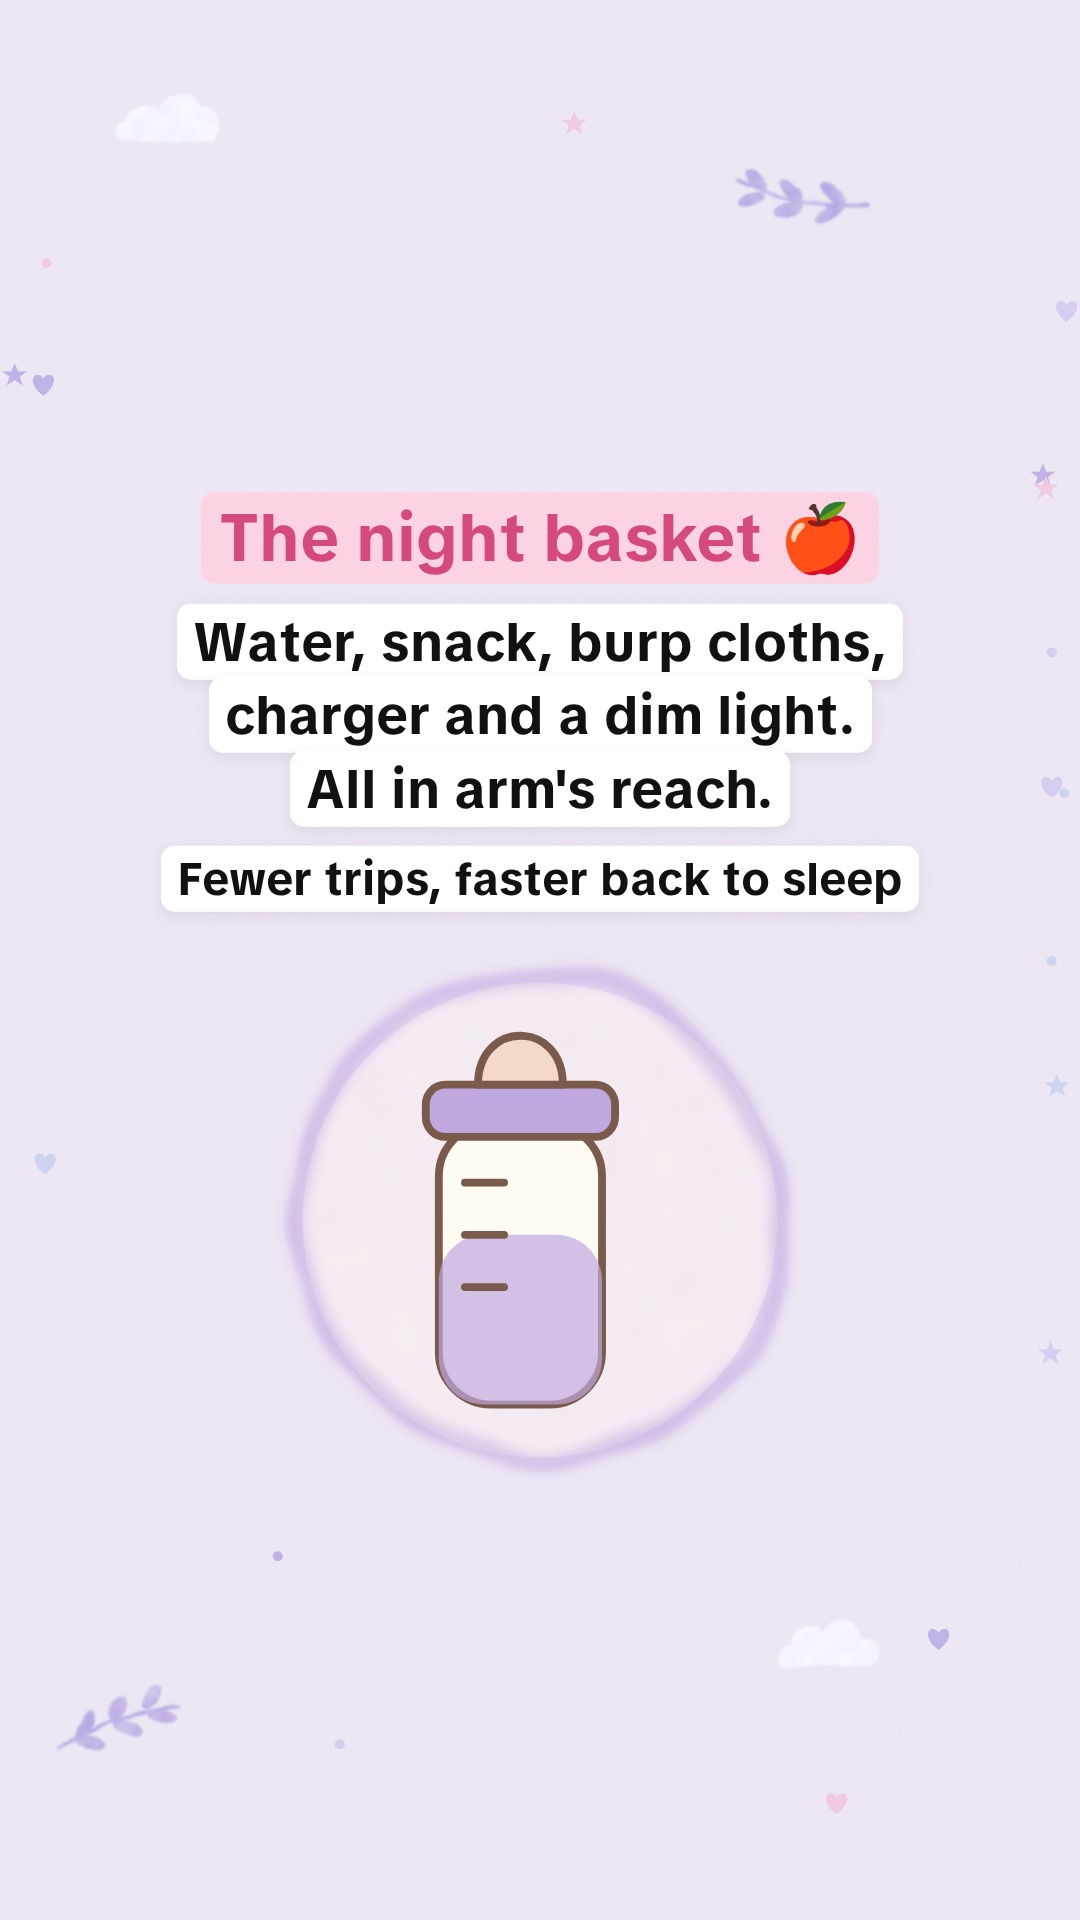 The night basket 🍎
Water, snack, burp cloths,
charger and a dim light.
All in arm's reach.
Fewer trips, faster back to sleep